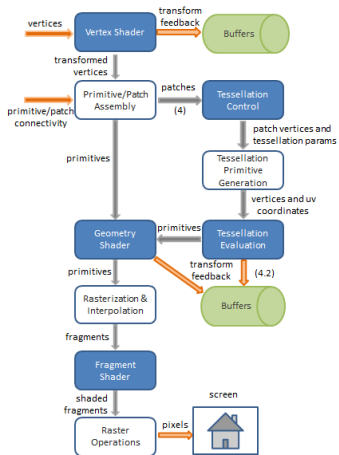 vertices
Vertex Shader
transform
feedback
Buffers
transformed
vertices
primitive/patch
connectivity
Primitive/Patch
Assembly
patches
(4)
Tessellation
Control
patch vertices and
tessellation params
primitives
Tessellation
Primitive
Generation
vertices and uv
coordinates
Geometry
Shader
primitives
Tessellation
Evaluation
primitives
transform
feedback
(4.2)
Buffers
Rasterization &
Interpolation
fragments
Fragment
Shader
shaded
fragments
Raster
Operations
pixels
screen